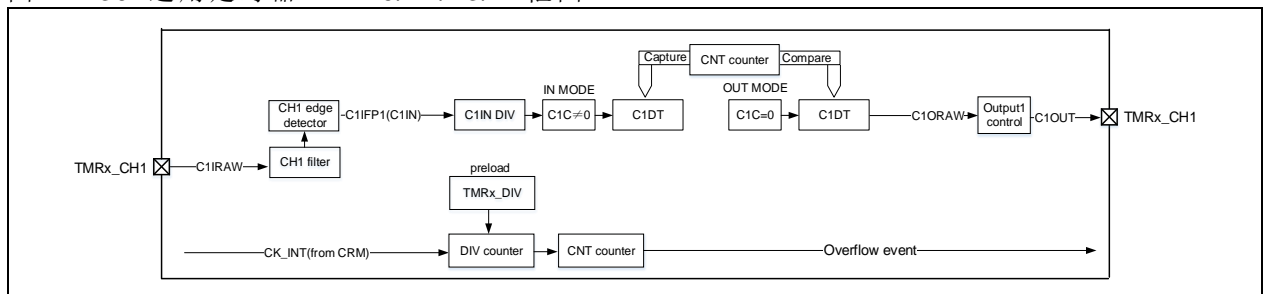 Capture
CNT counter
Compare
IN MODE
OUT MODE
CH1 edge
detector
C1IFP1(C1IN)
C1IN DIV
C1C≠0
C1DT
C1C=0
C1DT
C1ORAW
Output1
control
C1OUT
TMRx_CH1
TMRx_CH1
C1IRAW
CH1 filter
preload
TMRx_DIV
CK_INT(from CRM)
DIV counter
CNT counter
Overflow event